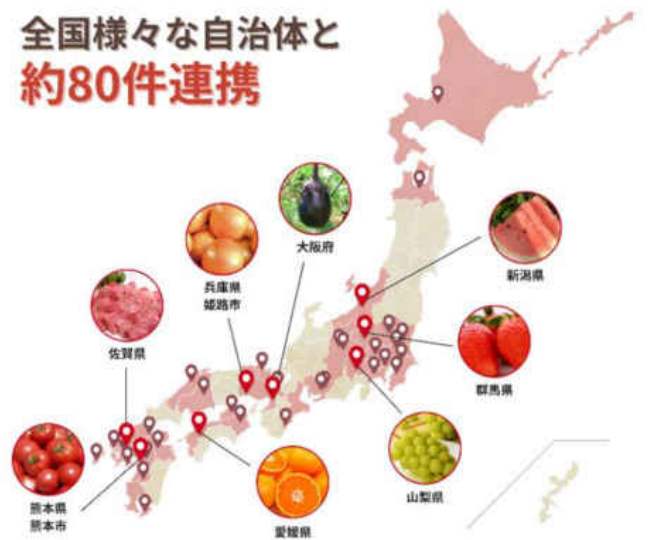 全国様々な自治体と
約80件連携
大阪府
兵庫県
姫路市
新潟県
佐賀県
群馬県
山梨県
熊本県
熊本市
愛媛県